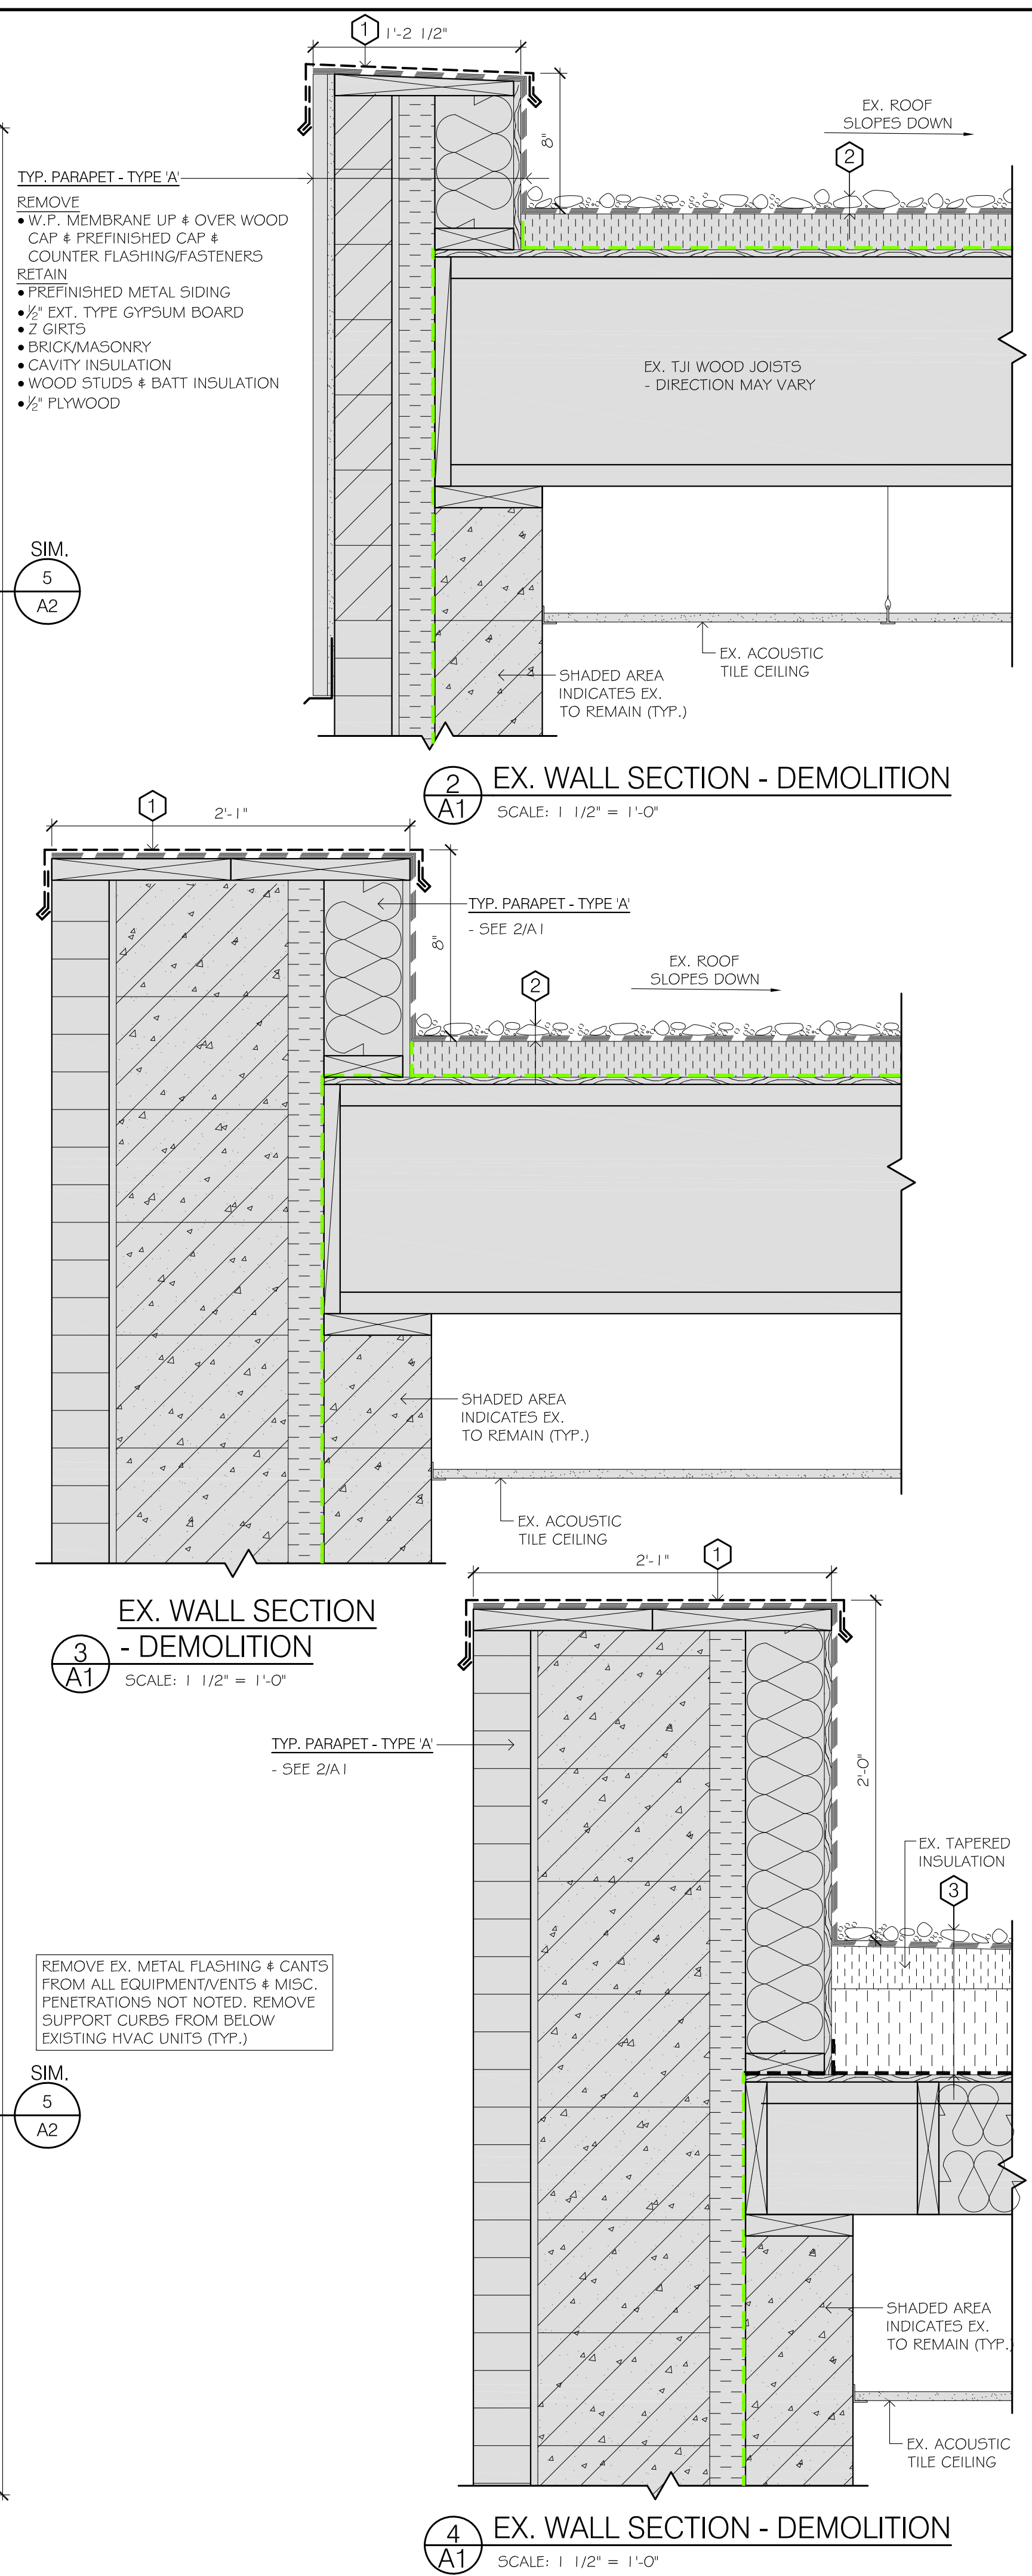 1
1'-2 1/2"
8"
EX. ROOF
SLOPES DOWN
2
TYP. PARAPET - TYPE 'A'
REMOVE
• W.P. MEMBRANE UP & OVER WOOD
CAP & PREFINISHED CAP &
COUNTER FLASHING/FASTENERS
RETAIN
• PREFINISHED METAL SIDING
• ½" EXT. TYPE GYPSUM BOARD
• Z GIRTS
• BRICK/MASONRY
• CAVITY INSULATION
• WOOD STUDS & BATT INSULATION
• ½" PLYWOOD
EX. TJI WOOD JOISTS
- DIRECTION MAY VARY
SIM.
5
A2
EX. ACOUSTIC
TILE CEILING
SHADED AREA
INDICATES EX.
TO REMAIN (TYP.)
2
A1
EX. WALL SECTION - DEMOLITION
SCALE: 1 1/2" = 1'-0"
1
2'-1"
TYP. PARAPET - TYPE 'A'
- SEE 2/A1
8"
EX. ROOF
SLOPES DOWN
2
SHADED AREA
INDICATES EX.
TO REMAIN (TYP.)
EX. ACOUSTIC
TILE CEILING
EX. WALL SECTION
- DEMOLITION
3
A1
SCALE: 1 1/2" = 1'-0"
2'-1"
1
TYP. PARAPET - TYPE 'A'
- SEE 2/A1
2'-0"
EX. TAPERED
INSULATION
3
REMOVE EX. METAL FLASHING & CANTS
FROM ALL EQUIPMENT/VENTS & MISC.
PENETRATIONS NOT NOTED. REMOVE
SUPPORT CURBS FROM BELOW
EXISTING HVAC UNITS (TYP.)
SIM.
5
A2
SHADED AREA
INDICATES EX.
TO REMAIN (TYP.)
EX. ACOUSTIC
TILE CEILING
4
A1
EX. WALL SECTION - DEMOLITION
SCALE: 1 1/2" = 1'-0"